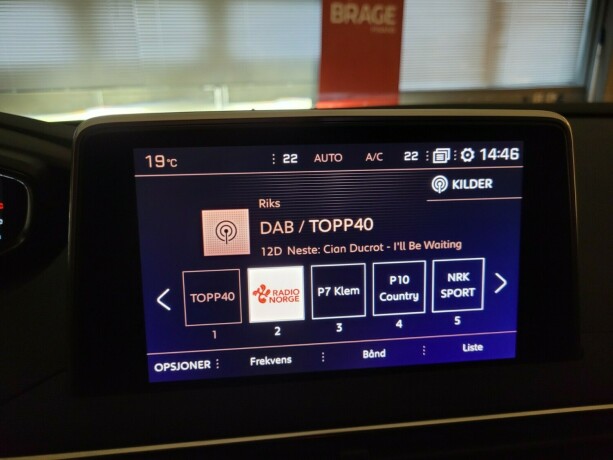 BRAGE
19°C
22 AUTO A/C 22
14:46
KILDER
Riks
DAB / TOPP40
12D Neste: Cian Ducrot - I'll Be Waiting
TOPP40
RADIO
NORGE
P7 Klem
P10
Country
NRK
SPORT
1 2 3 4 5
OPSJONER Frekvens Bånd Liste